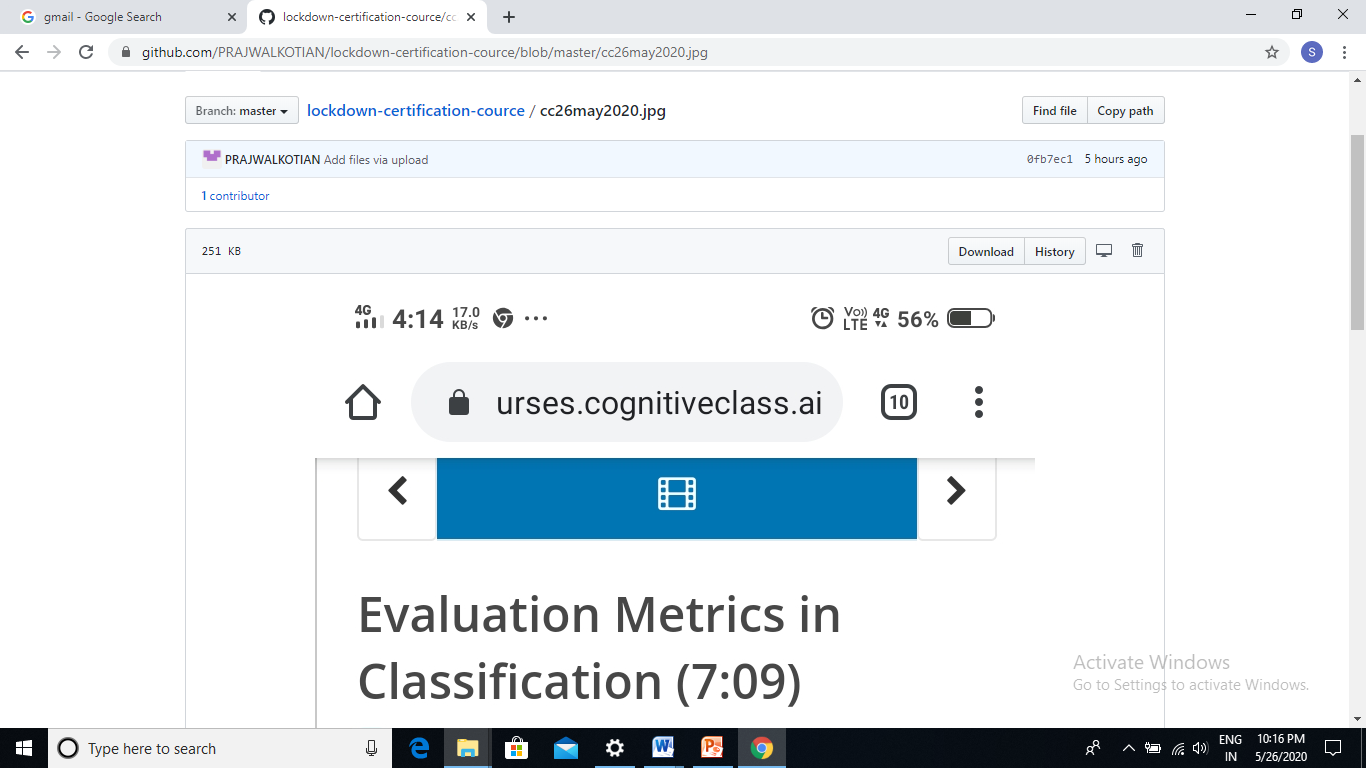 gmail - Google Search
lockdown-certification-cource/cc
github.com/PRAJWALKOTIAN/lockdown-certification-cource/blob/master/cc26may2020.jpg
S
Branch: master
lockdown-certification-cource / cc26may2020.jpg
Find file
Copy path
PRAJWALKOTIAN Add files via upload
0fb7ec1 5 hours ago
1 contributor
251 KB
Download
History
4G 4:14 17.0 KB/s
Vo)) LTE 4G 56%
urses.cognitiveclass.ai
10
Evaluation Metrics in
Classification (7:09)
Activate Windows
Go to Settings to activate Windows.
Type here to search
ENG
IN
10:16 PM
5/26/2020